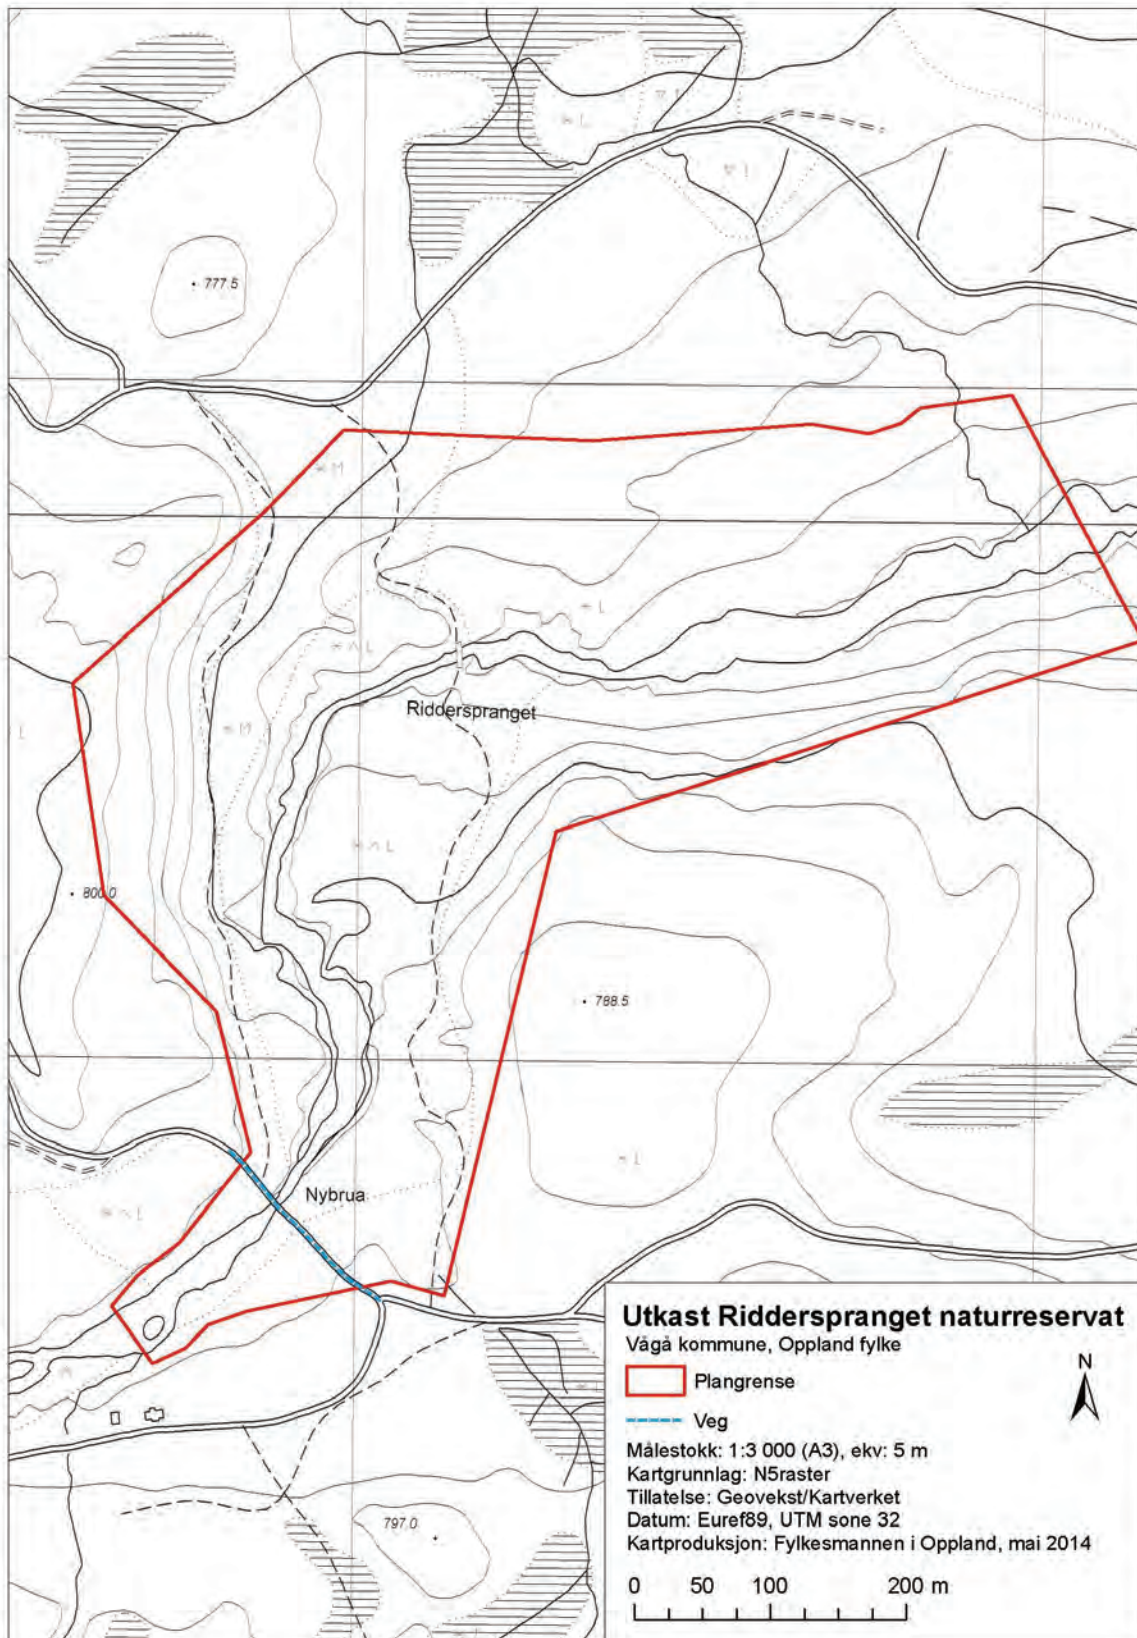 777.5
M
L
L
Ridderspranget
M
L
L
800.0
788.5
L
Nybrua
L
Utkast Ridderspranget naturreservat
Vågå kommune, Oppland fylke
N
Plangrense
Veg
Målestokk: 1:3 000 (A3), ekv: 5 m
Kartgrunnlag: N5raster
Tillatelse: Geovekst/Kartverket
Datum: Euref89, UTM sone 32
Kartproduksjon: Fylkesmannen i Oppland, mai 2014
797.0
0 50 100 200 m